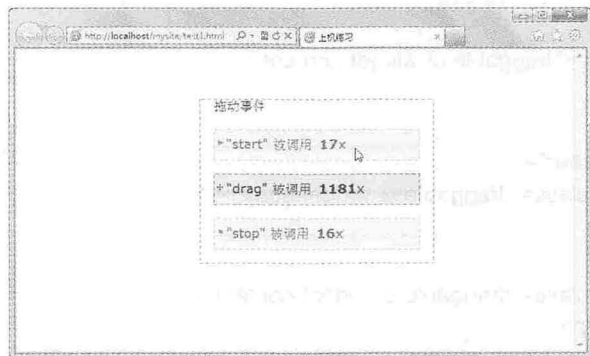 http://localhost/mysite/test1.html
上机练习
拖动事件
"start" 被调用 17x
"drag" 被调用 1181x
"stop" 被调用 16x